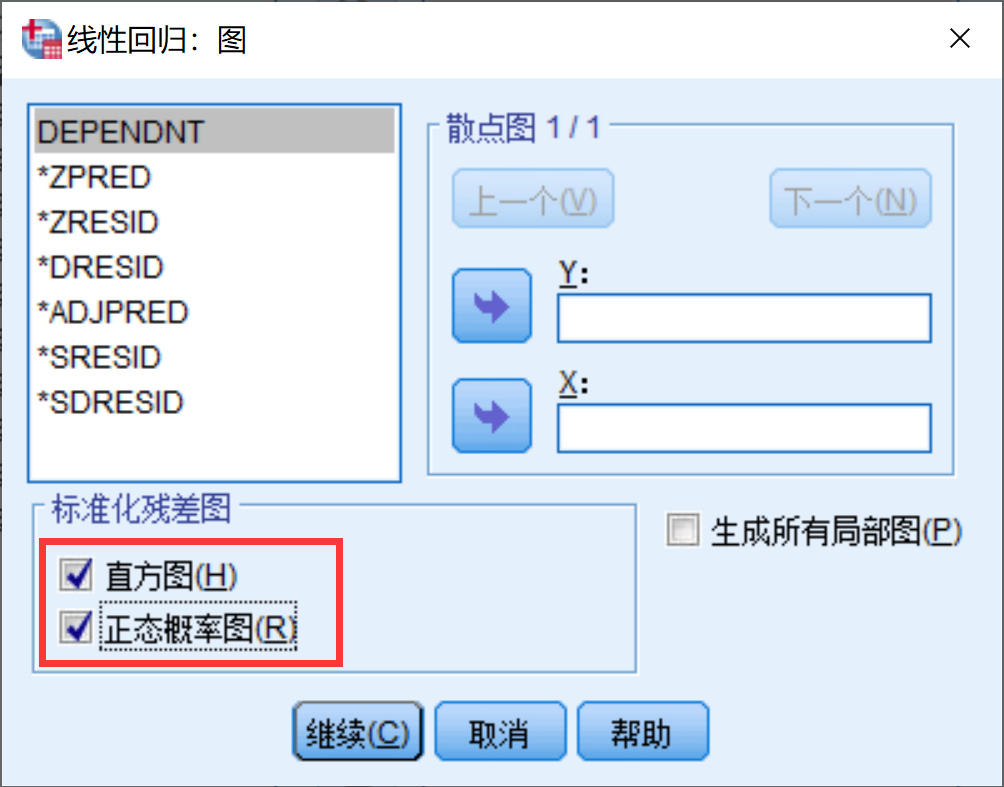 线性回归：图
DEPENDNT
*ZPRED
*ZRESID
*DRESID
*ADJPRED
*SRESID
*SDRESID
散点图 1 / 1
上一个(V)
下一个(N)
Y:
X:
标准化残差图
直方图(H)
正态概率图(R)
生成所有局部图(P)
继续(C)
取消
帮助